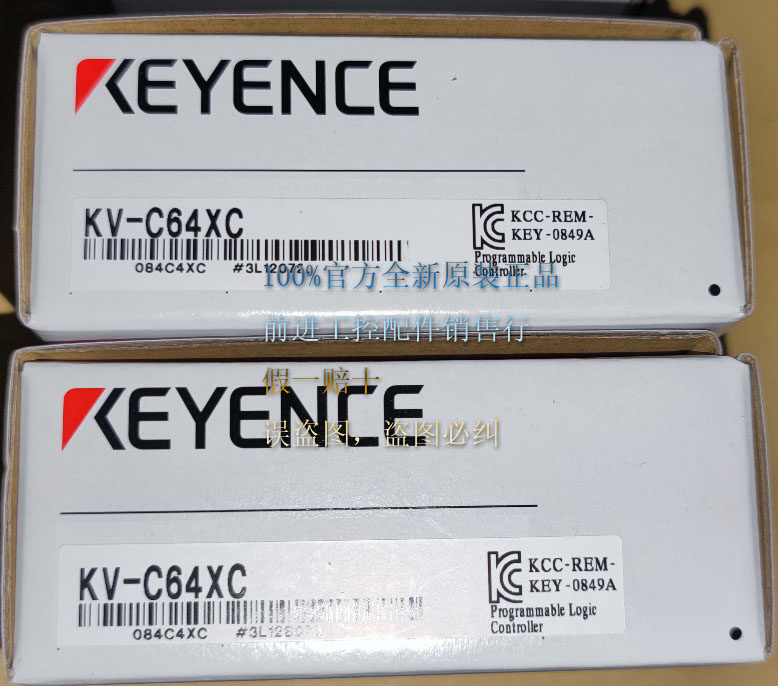 KEYENCE
KV-C64XC
084C4XC
KCC-REM-
KEY-0849A
Programmable Logic
Controller
100%官方全新原装正品
前进工控配件销售行
假一赔十
误盗图，盗图必纠
KEYENCE
KV-C64XC
084C4XC
KCC-REM-
KEY-0849A
Programmable Logic
Controller